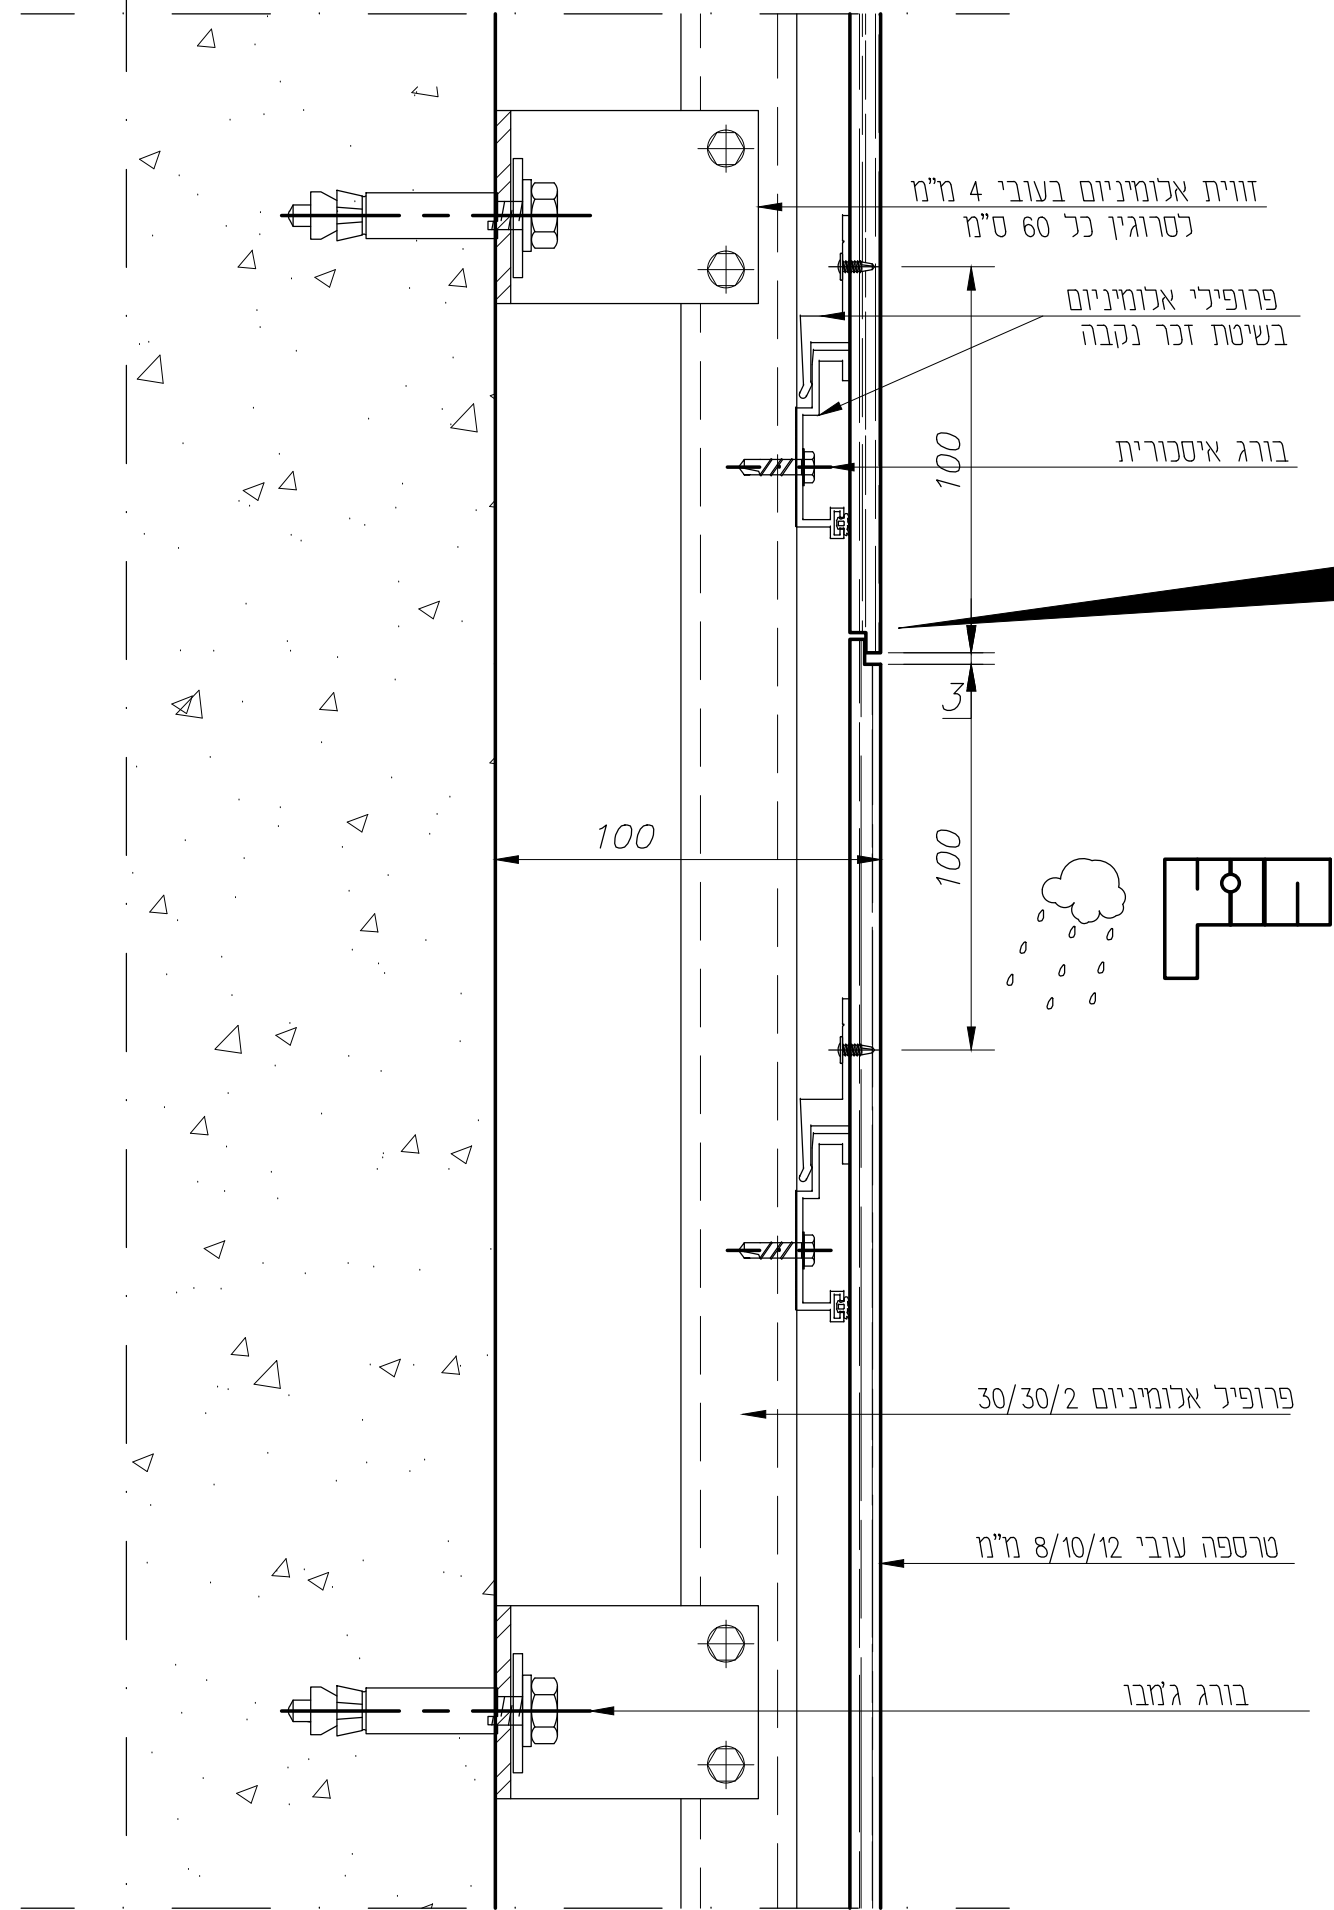 זווית אלומיניום בעובי 4 מ"מ
לסרוגין כל 60 ס"מ
פרופילי אלומיניום
בשיטת זכר נקבה
100
בורג איסכורית
3
100
100
פרופיל אלומיניום 30/30/2
טרספה עובי 8/10/12 מ"מ
בורג ג'מבו